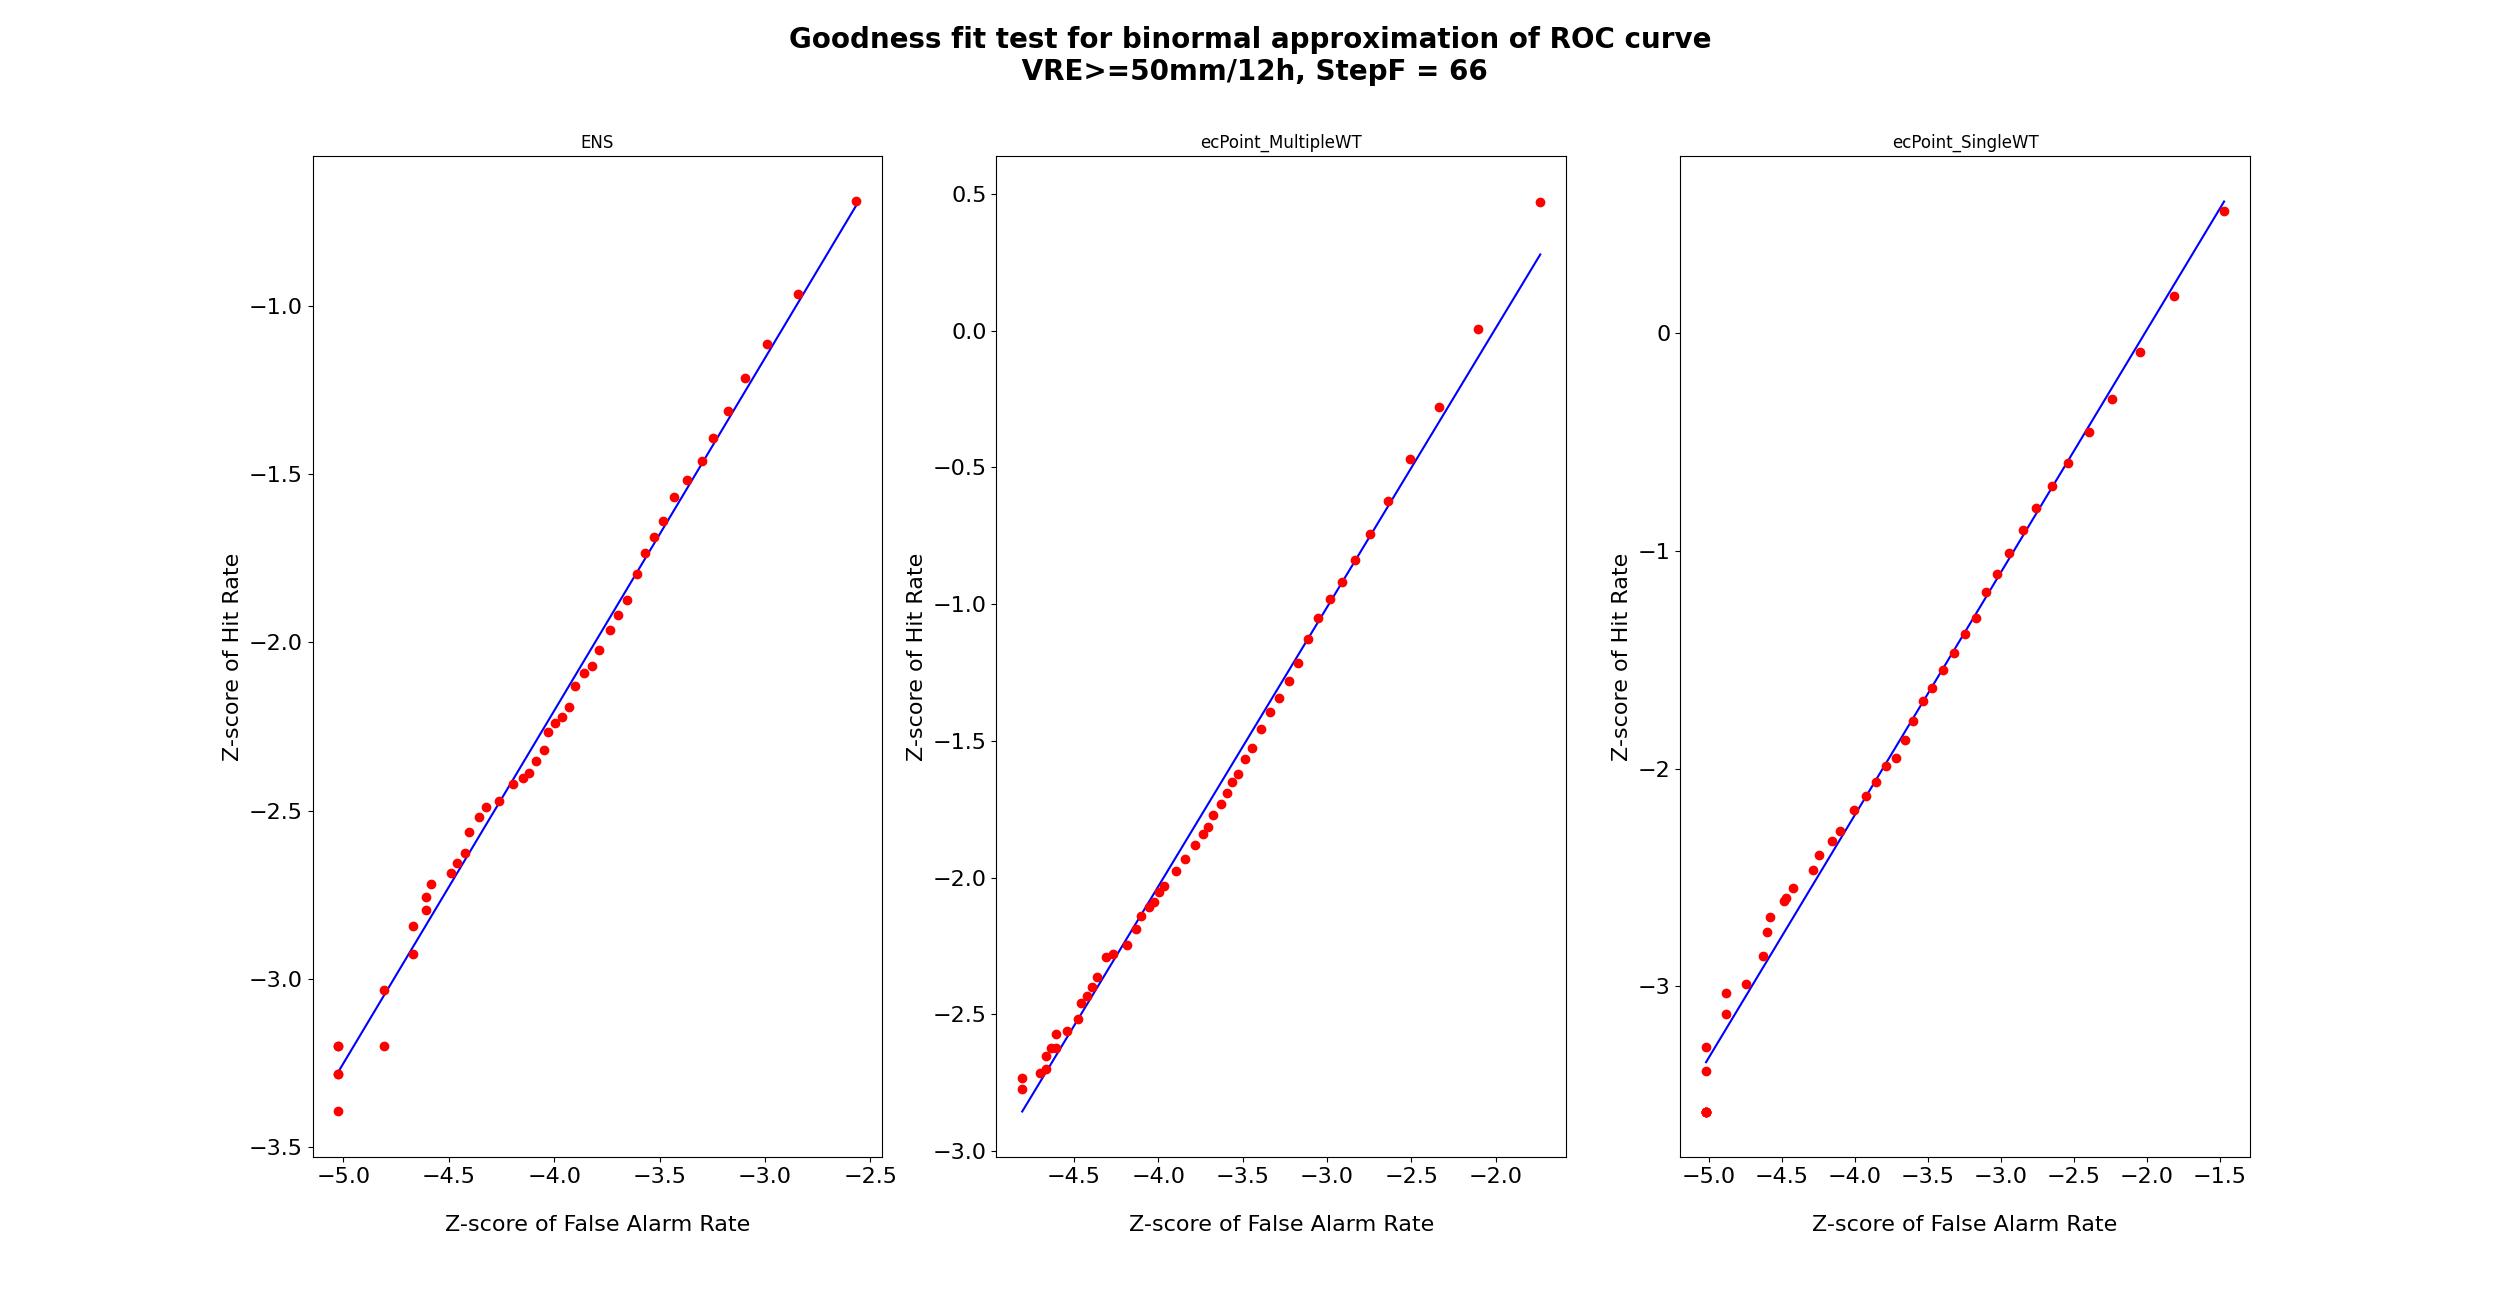 Goodness fit test for binormal approximation of ROC curve
VRE>=50mm/12h, StepF = 66
ENS
Z-score of Hit Rate
−1.0
−1.5
−2.0
−2.5
−3.0
−3.5
−5.0 −4.5 −4.0 −3.5 −3.0 −2.5
Z-score of False Alarm Rate
ecPoint_MultipleWT
Z-score of Hit Rate
0.5
0.0
−0.5
−1.0
−1.5
−2.0
−2.5
−3.0
−4.5 −4.0 −3.5 −3.0 −2.5 −2.0
Z-score of False Alarm Rate
ecPoint_SingleWT
Z-score of Hit Rate
0
−1
−2
−3
−5.0 −4.5 −4.0 −3.5 −3.0 −2.5 −2.0 −1.5
Z-score of False Alarm Rate